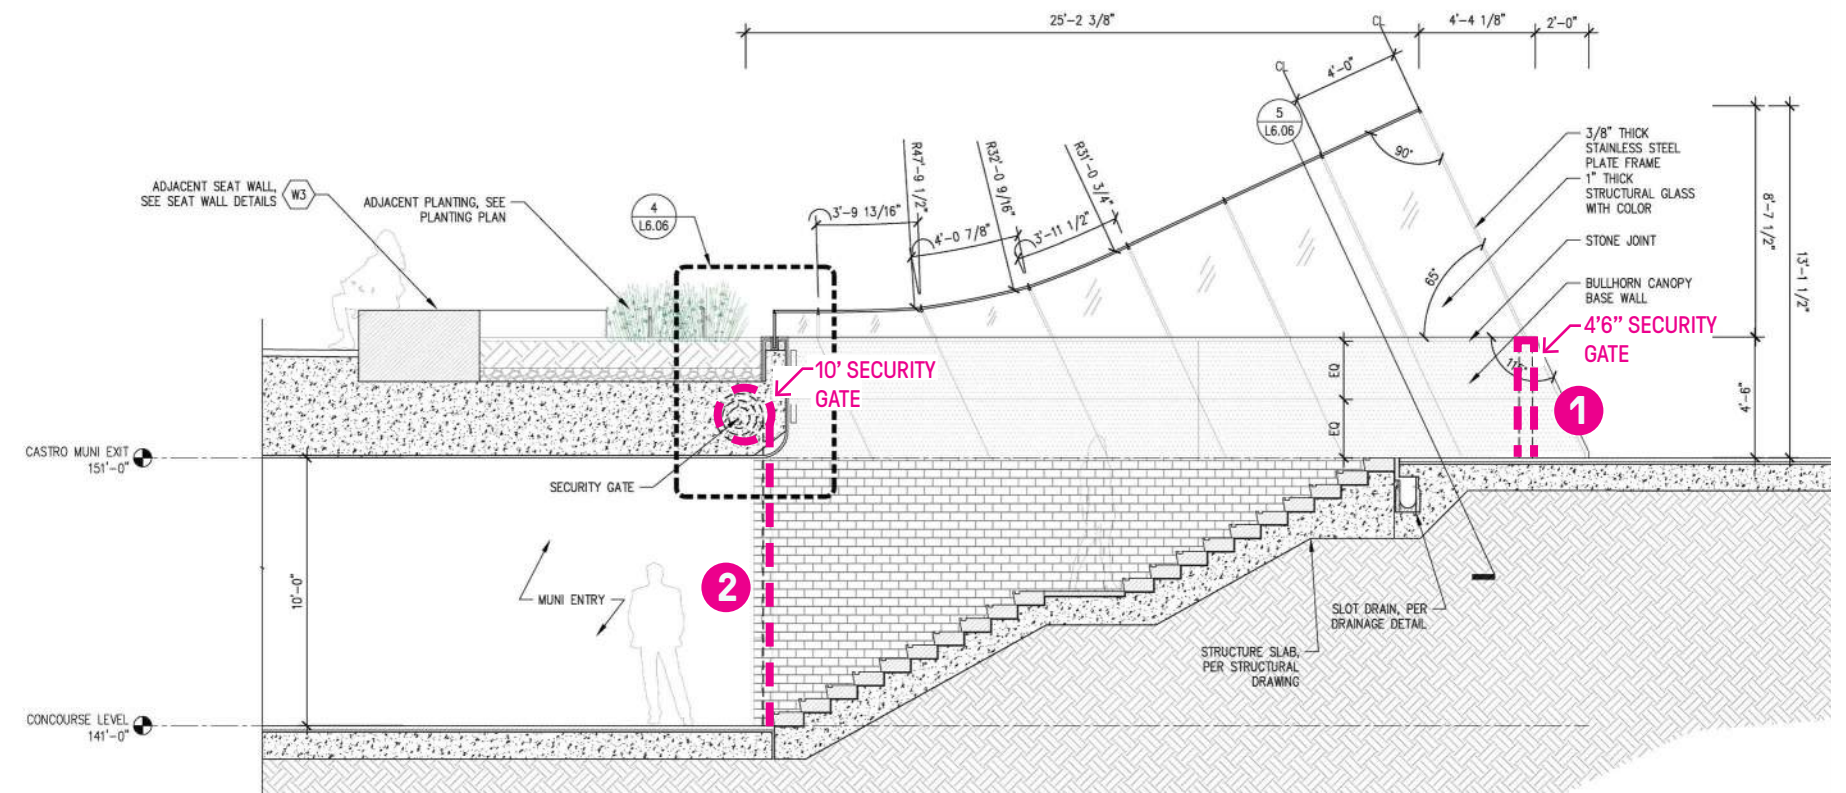 25'-2 3/8"
4'-4 1/8"
2'-0"
CL
CL
4'-0"
5
L6.06
90°
3/8" THICK
STAINLESS STEEL
PLATE FRAME
1" THICK
STRUCTURAL GLASS
WITH COLOR
STONE JOINT
BULLHORN CANOPY
BASE WALL
8'-7 1/2"
13'-1 1/2"
4'-6"
R47'-9 1/2"
R32'-0 9/16"
R31'-0 3/4"
3'-9 13/16"
4'-0 7/8"
3'-11 1/2"
65°
ADJACENT SEAT WALL,
SEE SEAT WALL DETAILS
W3
ADJACENT PLANTING, SEE
PLANTING PLAN
4
L6.06
10' SECURITY
GATE
4'6" SECURITY
GATE
1
EQ
EQ
CASTRO MUNI EXIT
151'-0"
SECURITY GATE
10'-0"
MUNI ENTRY
2
SLOT DRAIN, PER
DRAINAGE DETAIL
STRUCTURE SLAB,
PER STRUCTURAL
DRAWING
CONCOURSE LEVEL
141'-0"